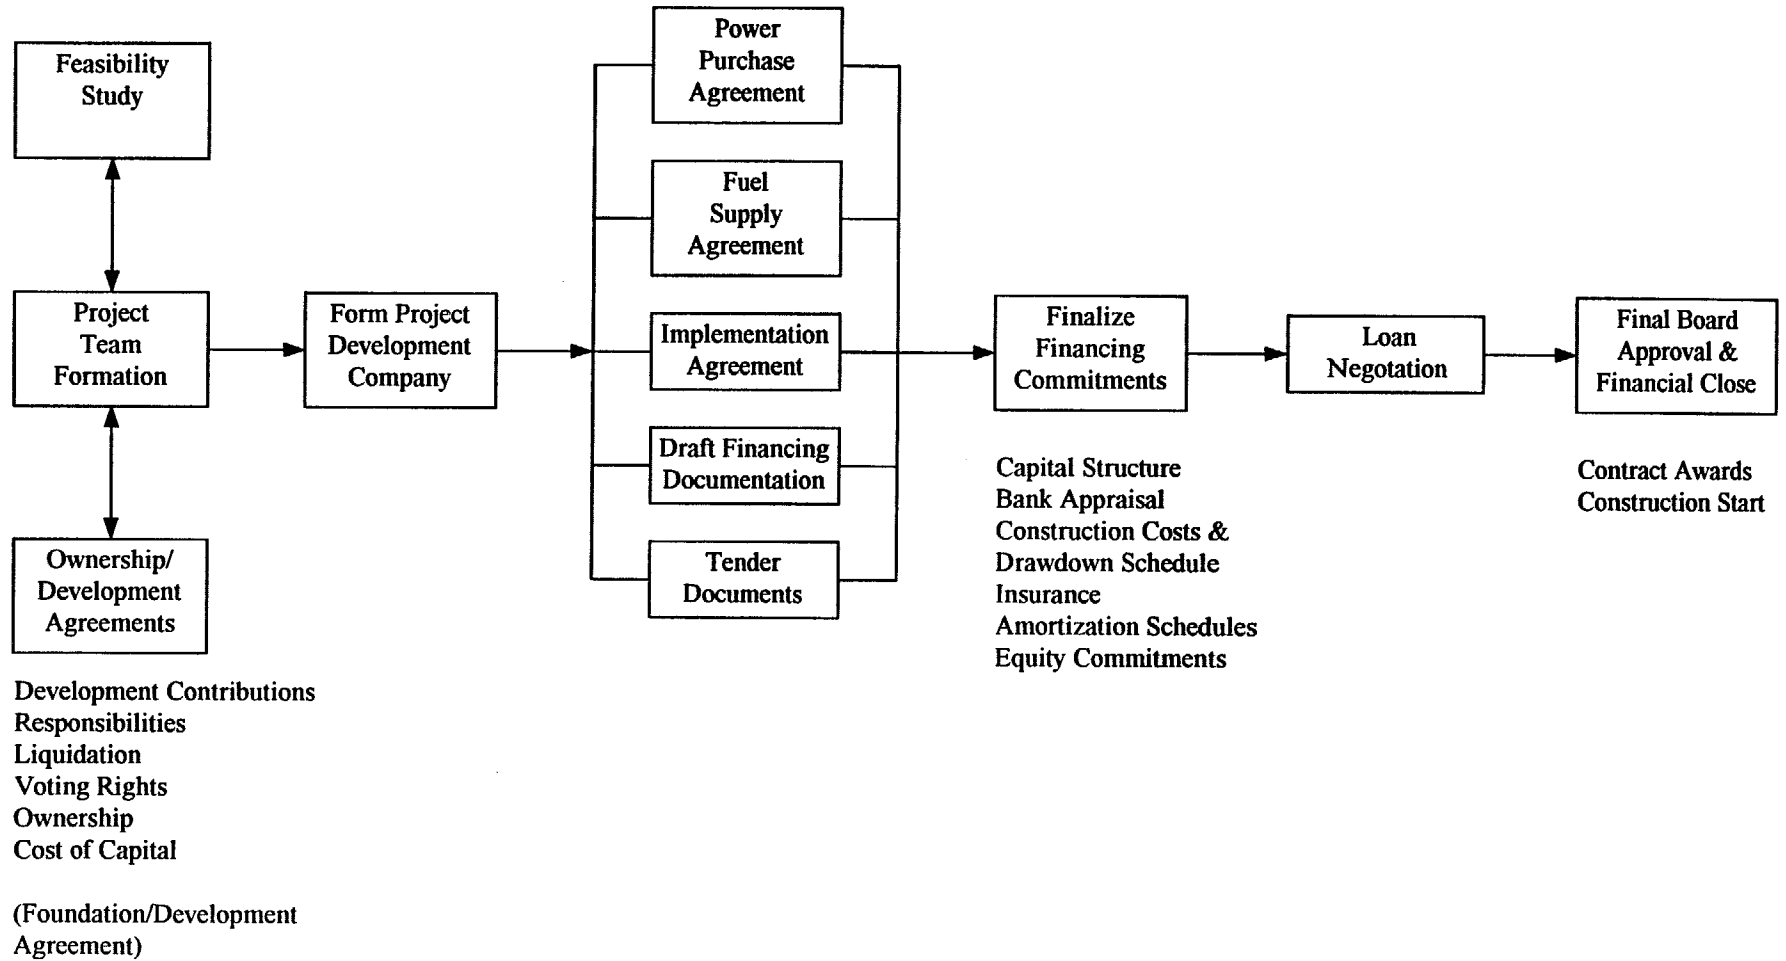 Feasibility
Study
Project
Team
Formation
Ownership/
Development
Agreements
Development Contributions
Responsibilities
Liquidation
Voting Rights
Ownership
Cost of Capital
(Foundation/Development
Agreement)
Form Project
Development
Company
Power
Purchase
Agreement
Fuel
Supply
Agreement
Implementation
Agreement
Draft Financing
Documentation
Tender
Documents
Finalize
Financing
Commitments
Capital Structure
Bank Appraisal
Construction Costs &
Drawdown Schedule
Insurance
Amortization Schedules
Equity Commitments
Loan
Negotation
Final Board
Approval &
Financial Close
Contract Awards
Construction Start